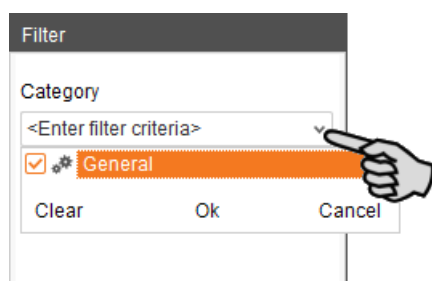 Filter
Category
<Enter filter criteria>
General
Clear Ok Cancel